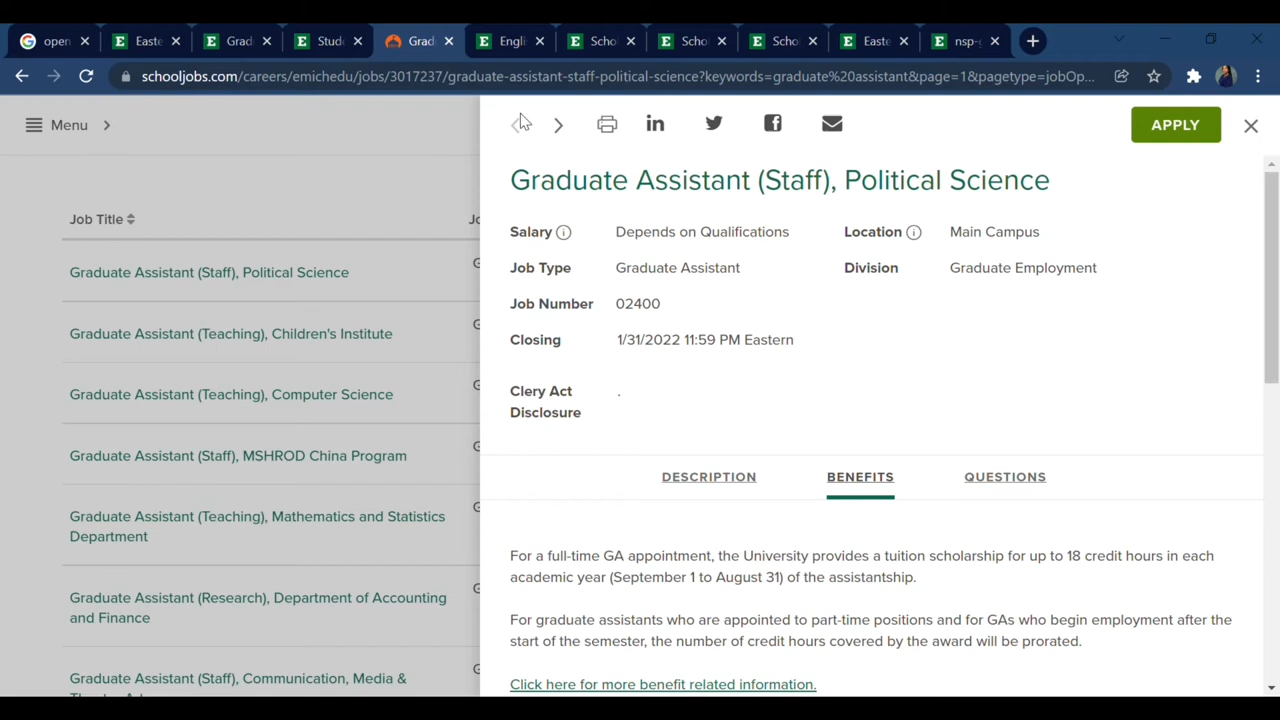 open
Easte
Grad
Stude
Grad
Englis
Schol
Schol
Schol
Easte
nsp-g
schooljobs.com/careers/emichedu/jobs/3017237/graduate-assistant-staff-political-science?keywords=graduate%20assistant&page=1&pagetype=jobOp...
Menu
APPLY
Graduate Assistant (Staff), Political Science
Salary Depends on Qualifications Location Main Campus
Job Type Graduate Assistant Division Graduate Employment
Job Number 02400
Closing 1/31/2022 11:59 PM Eastern
Clery Act .
Disclosure
DESCRIPTION BENEFITS QUESTIONS
For a full-time GA appointment, the University provides a tuition scholarship for up to 18 credit hours in each
academic year (September 1 to August 31) of the assistantship.
For graduate assistants who are appointed to part-time positions and for GAs who begin employment after the
start of the semester, the number of credit hours covered by the award will be prorated.
Click here for more benefit related information.
Job Title
Graduate Assistant (Staff), Political Science
Graduate Assistant (Teaching), Children's Institute
Graduate Assistant (Teaching), Computer Science
Graduate Assistant (Staff), MSHROD China Program
Graduate Assistant (Teaching), Mathematics and Statistics
Department
Graduate Assistant (Research), Department of Accounting
and Finance
Graduate Assistant (Staff), Communication, Media &